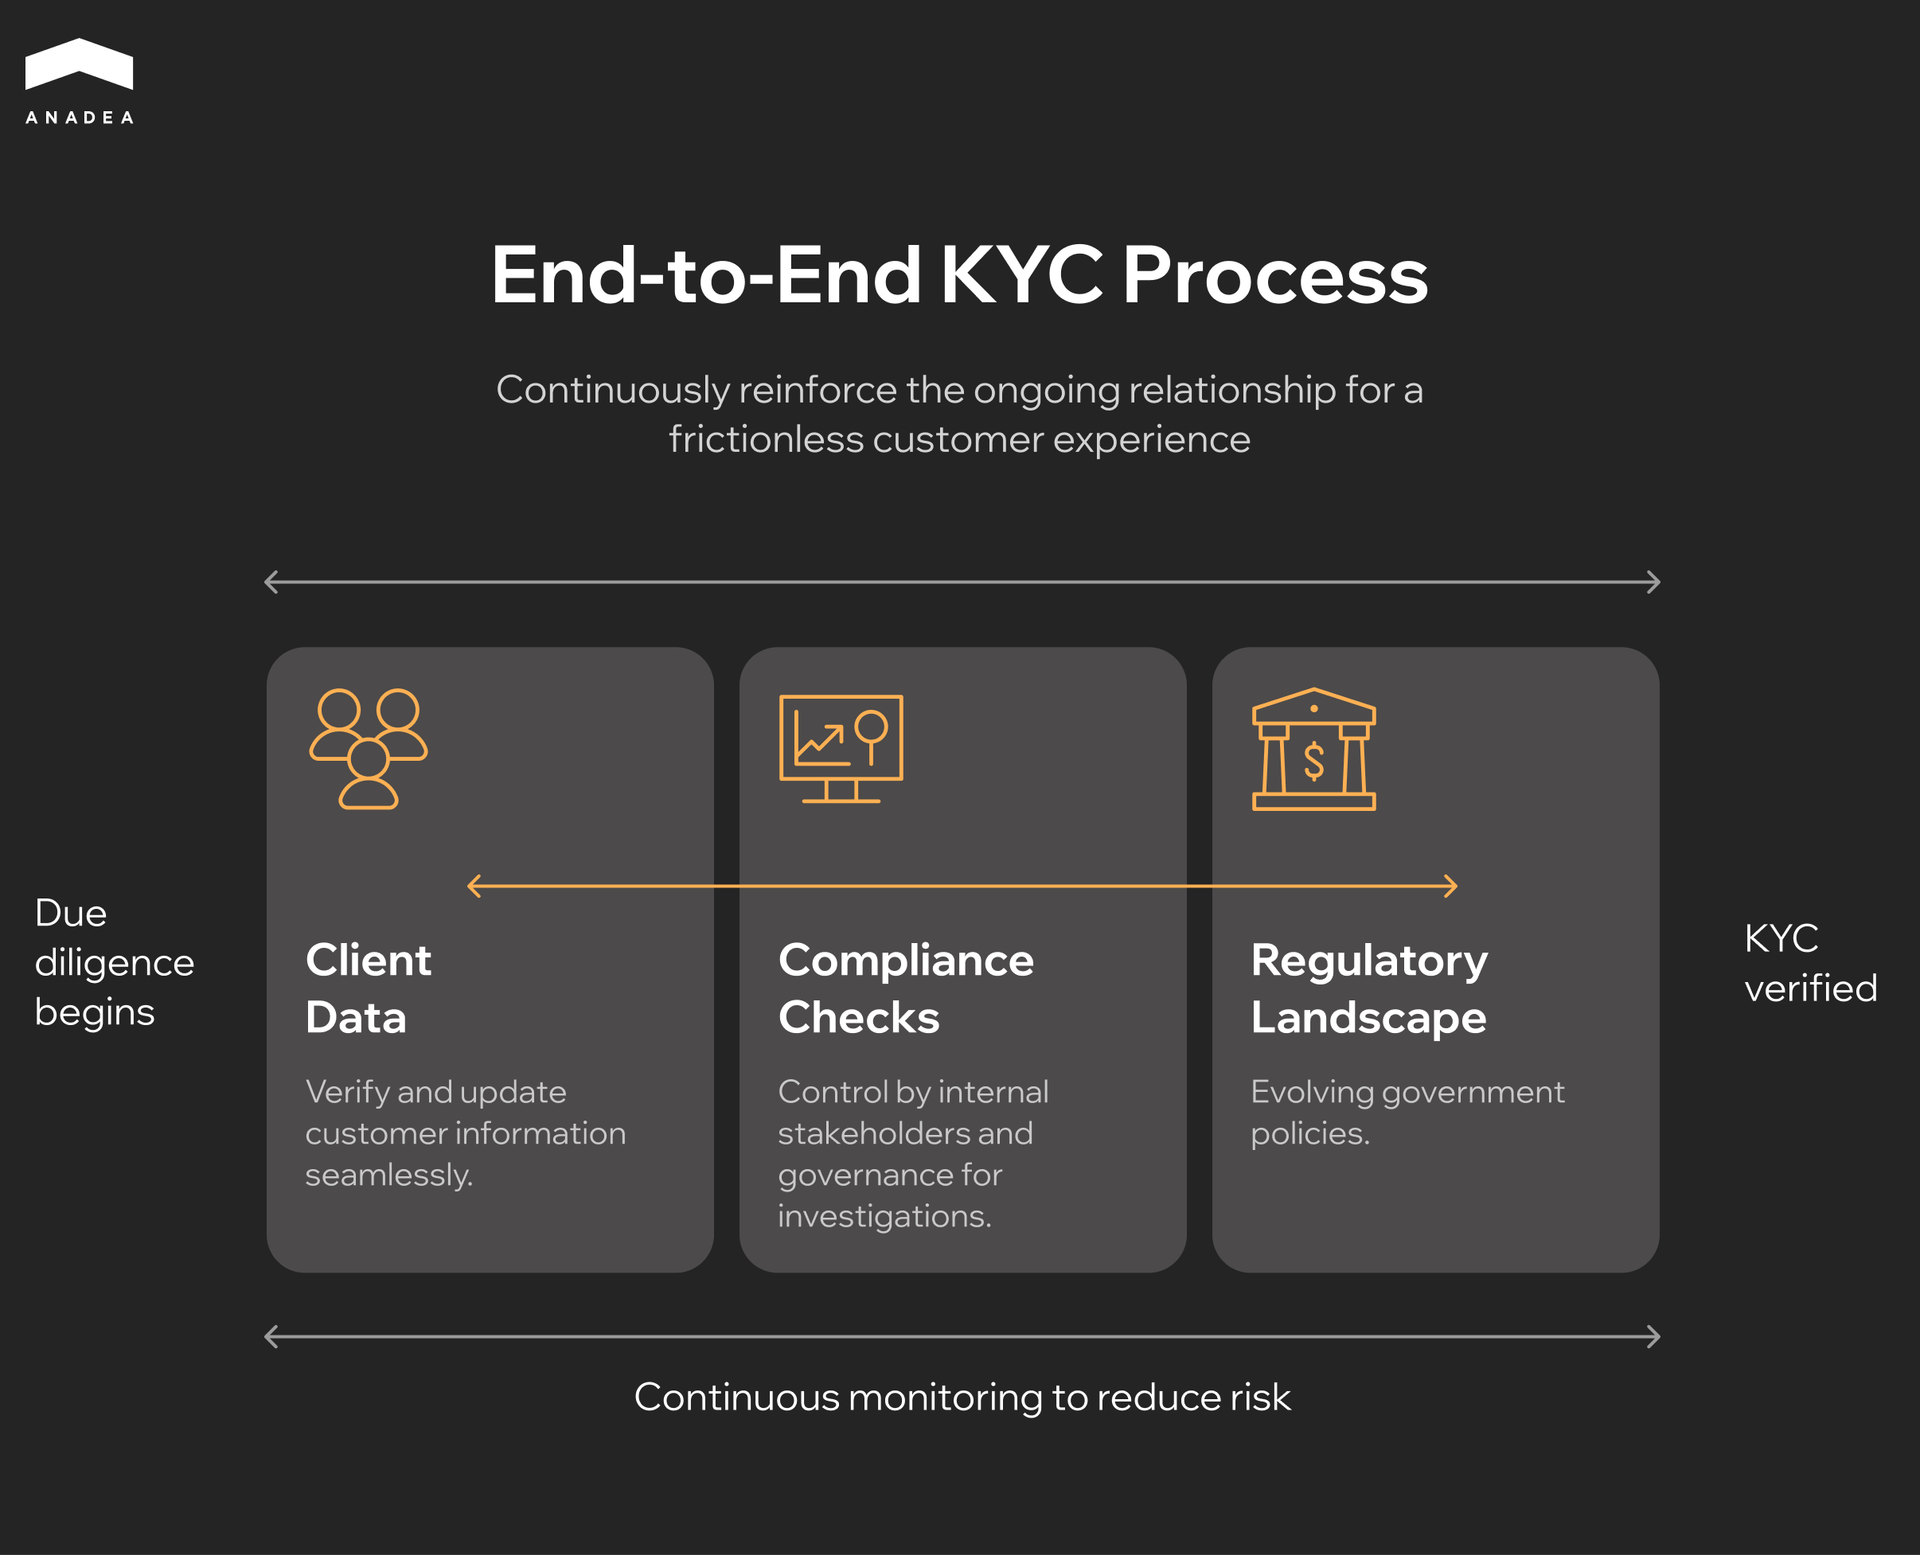 ANADEA
End-to-End KYC Process
Continuously reinforce the ongoing relationship for a
frictionless customer experience
Due
diligence
begins
Client
Data
Verify and update
customer information
seamlessly.
Compliance
Checks
Control by internal
stakeholders and
governance for
investigations.
$
Regulatory
Landscape
Evolving government
policies.
KYC
verified
Continuous monitoring to reduce risk